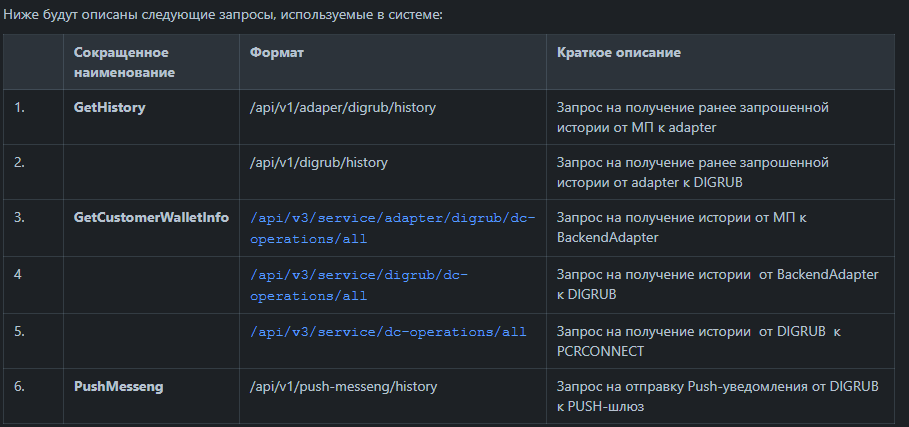 Ниже будут описаны следующие запросы, используемые в системе:
Сокращенное
наименование
Формат
Краткое описание
1.
GetHistory
/api/v1/adaper/digrub/history
Запрос на получение ранее запрошенной
истории от МП к adapter
2.
/api/v1/digrub/history
Запрос на получение ранее запрошенной
истории от adapter к DIGRUB
3.
GetCustomerWalletInfo
/api/v3/service/adapter/digrub/dc-
operations/all
Запрос на получение истории от МП к
BackendAdapter
4
/api/v3/service/digrub/dc-
operations/all
Запрос на получение истории от BackendAdapter
к DIGRUB
5.
/api/v3/service/dc-operations/all
Запрос на получение истории от DIGRUB к
PCRCONNECT
6.
PushMesseng
/api/v1/push-messeng/history
Запрос на отправку Push-уведомления от DIGRUB
к PUSH-шлюз